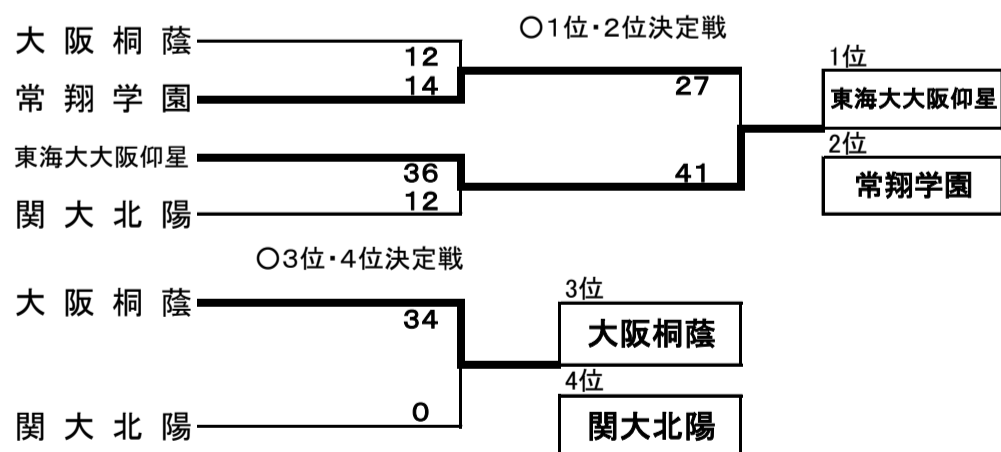 〇1位・2位決定戦
大阪桐蔭
12
1位
東海大大阪仰星
常翔学園
14
27
2位
常翔学園
東海大大阪仰星
36
41
関大北陽
12
〇3位・4位決定戦
大阪桐蔭
34
3位
大阪桐蔭
4位
関大北陽
関大北陽
0